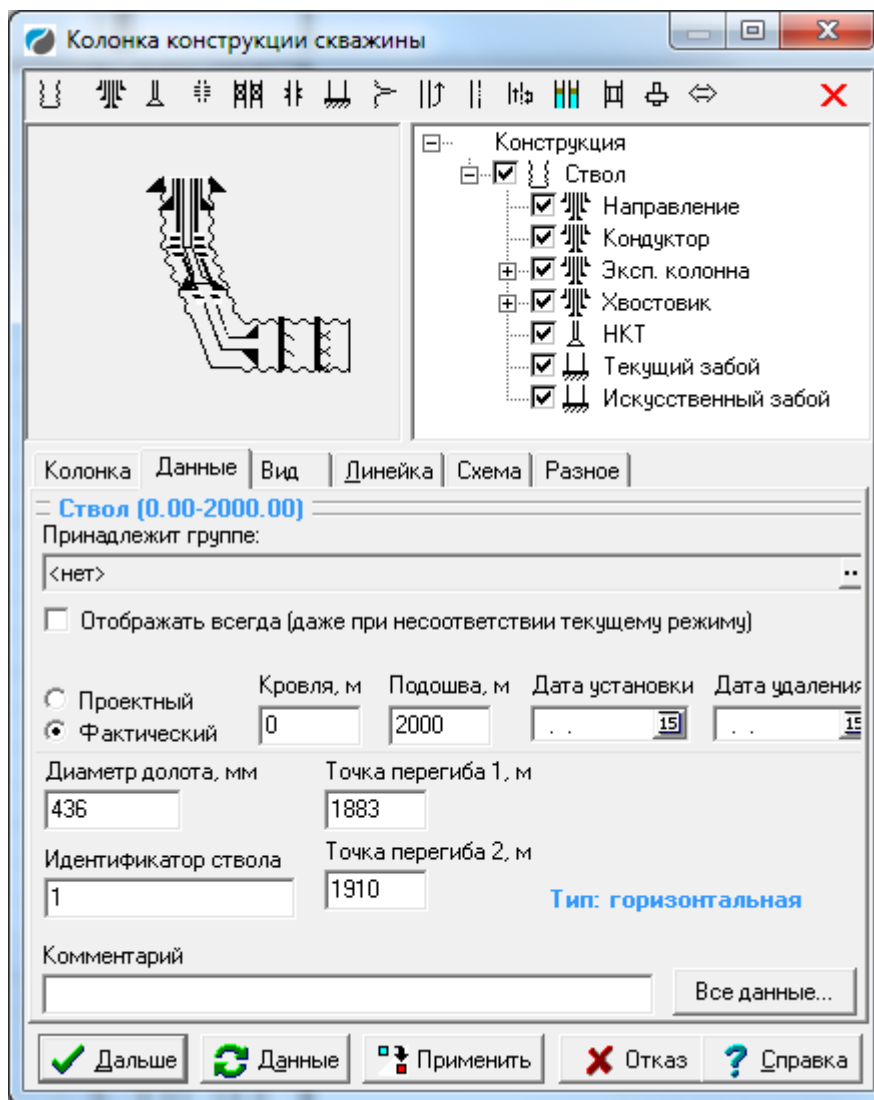 Колонка конструкции скважины
Конструкция
Ствол
Направление
Кондуктор
Эксп. колонна
Хвостовик
НКТ
Текущий забой
Искусственный забой
Колонка Данные Вид Линейка Схема Разное
Ствол (0.00-2000.00)
Принадлежит группе:
<нет> ..
Отображать всегда (даже при несоответствии текущему режиму)
Кровля, м Подошва, м Дата установки Дата удаления
Проектный
Фактический 0 2000 . . 15 . . 15
Диаметр долота, мм Точка перегиба 1, м
436 1883
Идентификатор ствола Точка перегиба 2, м
1 1910 Тип: горизонтальная
Комментарий
Все данные...
Дальше Данные Применить Отказ Справка